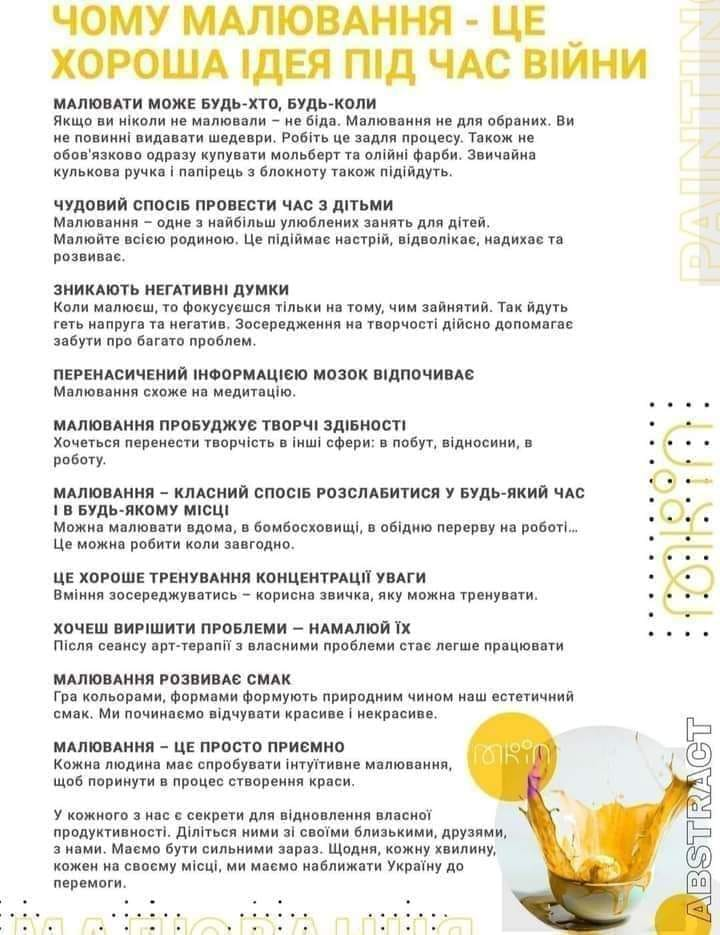 ЧОМУ МАЛЮВАННЯ - ЦЕ
ХОРОША ІДЕЯ ПІД ЧАС ВІЙНИ
МАЛЮВАТИ МОЖЕ БУДЬ-ХТО, БУДЬ-КОЛИ
Якщо ви ніколи не малювали – не біда. Малювання не для обраних. Ви
не повинні видавати шедеври. Робіть це задля процесу. Також не
обов'язково одразу купувати мольберт та олійні фарби. Звичайна
кулькова ручка і папірець з блокноту також підійдуть.
ЧУДОВИЙ СПОСІБ ПРОВЕСТИ ЧАС З ДІТЬМИ
Малювання – одне з найбільш улюблених занять для дітей.
Малюйте всією родиною. Це підіймає настрій, відволікає, надихає та
розвиває.
ЗНИКАЮТЬ НЕГАТИВНІ ДУМКИ
Коли малюєш, то фокусуєшся тільки на тому, чим зайнятий. Так йдуть
геть напруга та негатив. Зосередження на творчості дійсно допомагає
забути про багато проблем.
ПЕРЕНАСИЧЕНИЙ ІНФОРМАЦІЄЮ МОЗОК ВІДПОЧИВАЄ
Малювання схоже на медитацію.
МАЛЮВАННЯ ПРОБУДЖУЄ ТВОРЧІ ЗДІБНОСТІ
Хочеться перенести творчість в інші сфери: в побут, відносини, в
роботу.
МАЛЮВАННЯ – КЛАСНИЙ СПОСІБ РОЗСЛАБИТИСЯ У БУДЬ-ЯКИЙ ЧАС
І В БУДЬ-ЯКОМУ МІСЦІ
Можна малювати вдома, в бомбосховищі, в обідню перерву на роботі...
Це можна робити коли завгодно.
ЦЕ ХОРОШЕ ТРЕНУВАННЯ КОНЦЕНТРАЦІЇ УВАГИ
Вміння зосереджуватись – корисна звичка, яку можна тренувати.
ХОЧЕШ ВИРІШИТИ ПРОБЛЕМИ — НАМАЛЮЙ ЇХ
Після сеансу арт-терапії з власними проблеми стає легше працювати
МАЛЮВАННЯ РОЗВИВАЄ СМАК
Гра кольорами, формами формують природним чином наш естетичний
смак. Ми починаємо відчувати красиве і некрасиве.
МАЛЮВАННЯ – ЦЕ ПРОСТО ПРИЄМНО
Кожна людина має спробувати інтуїтивне малювання,
щоб поринути в процес створення краси.
У кожного з нас є секрети для відновлення власної
продуктивності. Діліться ними зі своїми близькими, друзями,
з нами. Маємо бути сильними зараз. Щодня, кожну хвилину,
кожен на своєму місці, ми маємо наближати Україну до
перемоги.
PAINTIN
ABSTRACT
МАЛЮВАННЯ